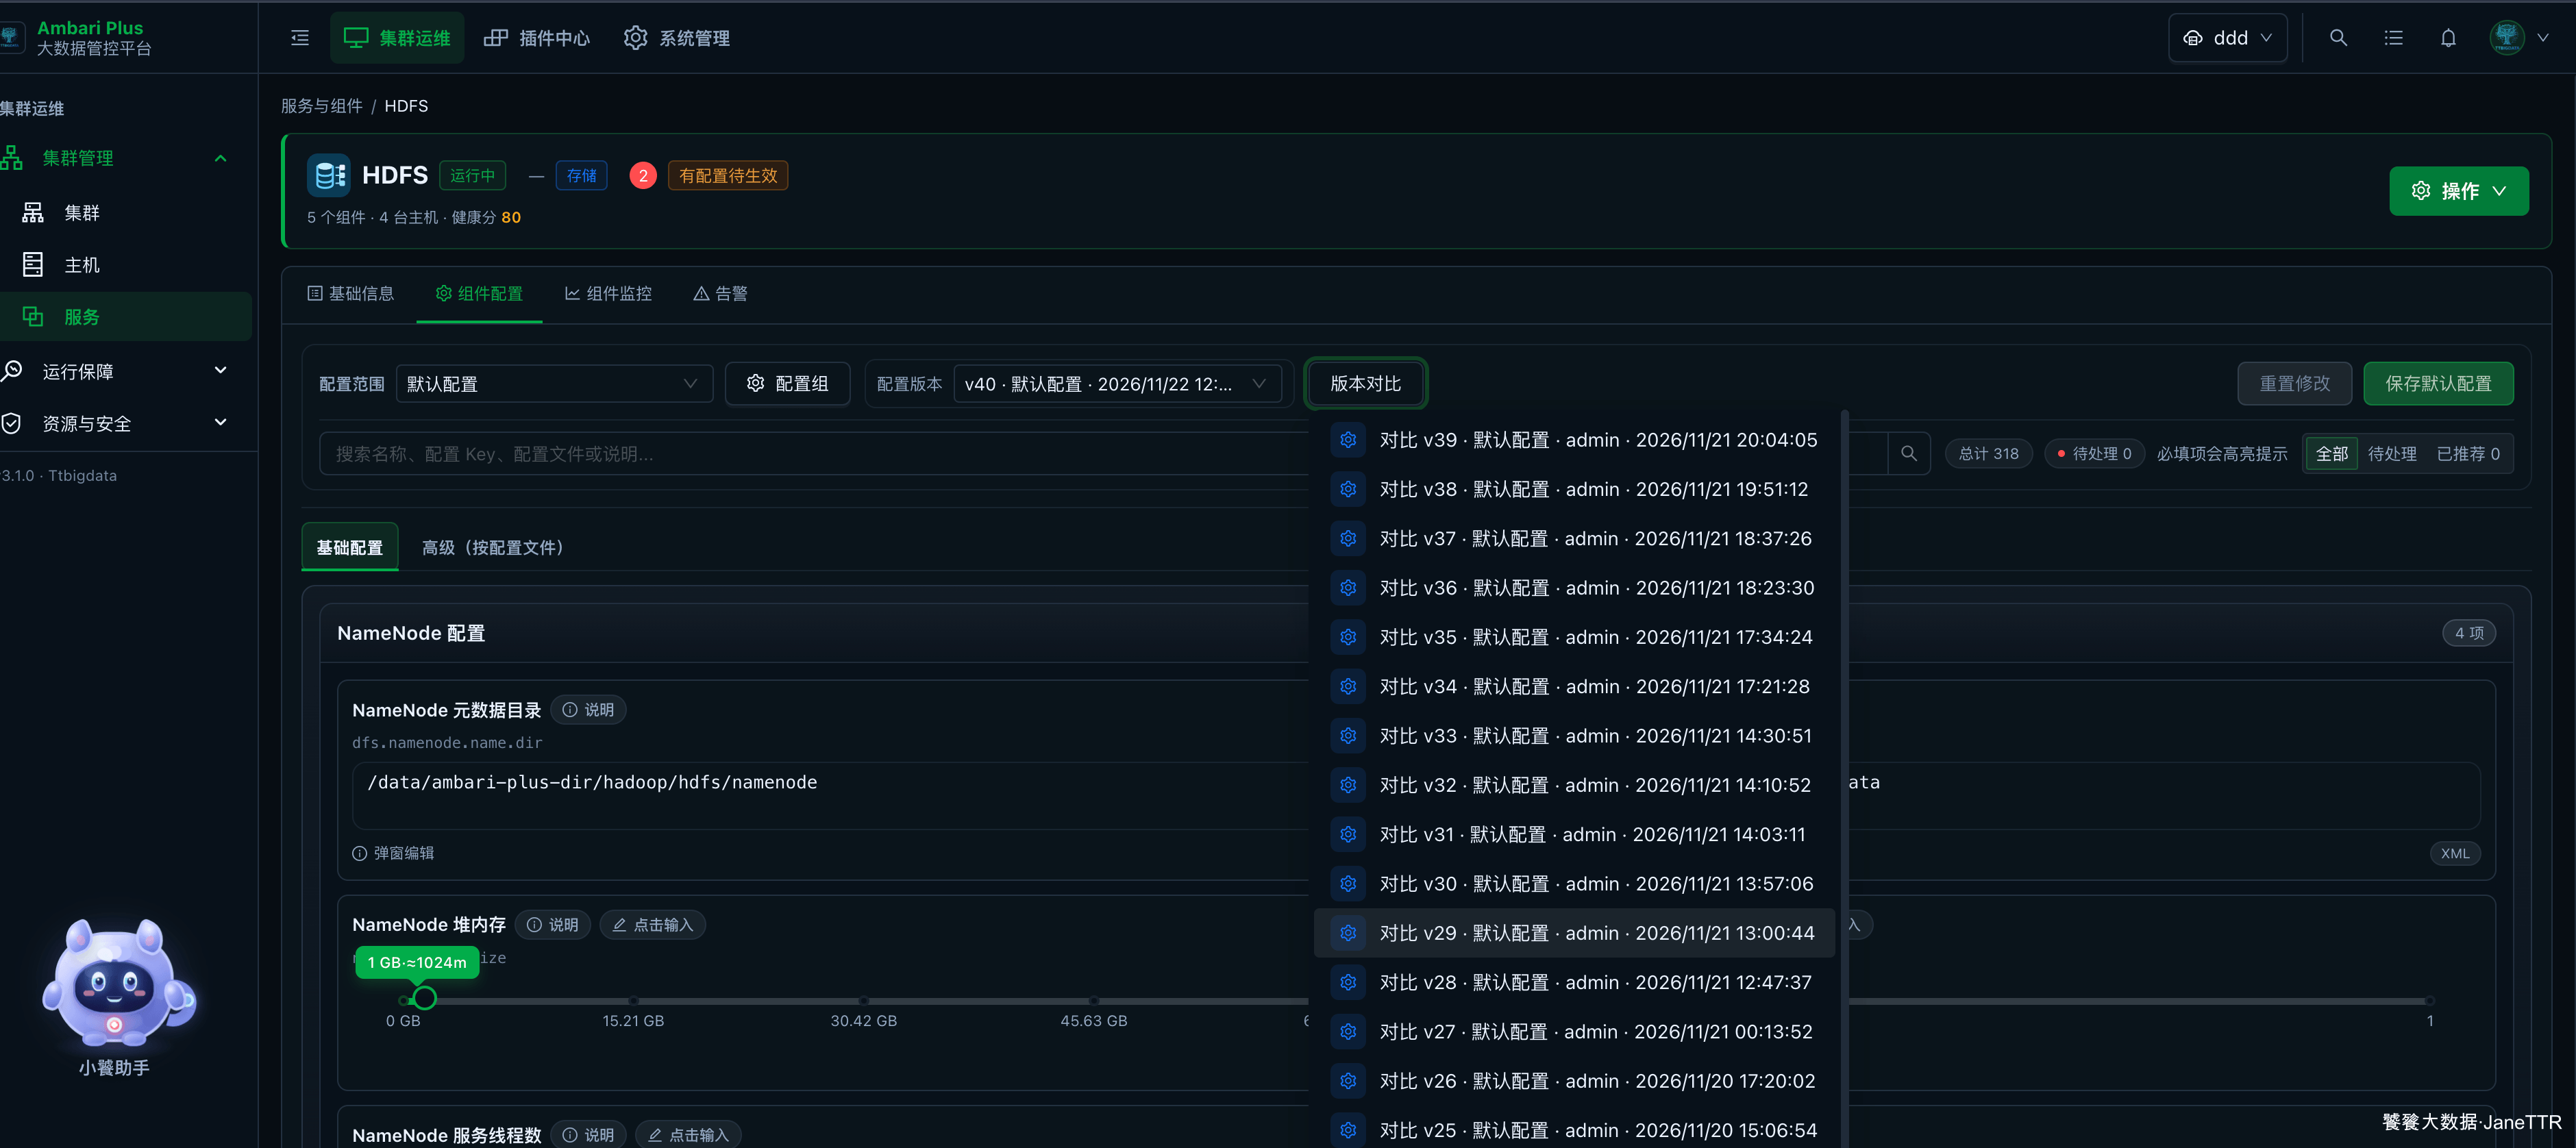 Ambari Plus
大数据管控平台
集群运维
插件中心
系统管理
ddd
集群运维
集群管理
集群
主机
服务
运行保障
资源与安全
3.1.0 · Ttbigdata
小饕助手
服务与组件 / HDFS
HDFS 运行中 — 存储 2 有配置待生效
5 个组件 · 4 台主机 · 健康分 80
操作
基础信息 组件配置 组件监控 告警
配置范围 默认配置 配置组 配置版本 v40 · 默认配置 · 2026/11/22 12:... 版本对比 重置修改 保存默认配置
搜索名称、配置 Key、配置文件或说明...
总计 318 待处理 0 必填项会高亮提示 全部 待处理 已推荐 0
对比 v39 · 默认配置 · admin · 2026/11/21 20:04:05
对比 v38 · 默认配置 · admin · 2026/11/21 19:51:12
对比 v37 · 默认配置 · admin · 2026/11/21 18:37:26
对比 v36 · 默认配置 · admin · 2026/11/21 18:23:30
对比 v35 · 默认配置 · admin · 2026/11/21 17:34:24
对比 v34 · 默认配置 · admin · 2026/11/21 17:21:28
对比 v33 · 默认配置 · admin · 2026/11/21 14:30:51
对比 v32 · 默认配置 · admin · 2026/11/21 14:10:52
对比 v31 · 默认配置 · admin · 2026/11/21 14:03:11
对比 v30 · 默认配置 · admin · 2026/11/21 13:57:06
对比 v29 · 默认配置 · admin · 2026/11/21 13:00:44
对比 v28 · 默认配置 · admin · 2026/11/21 12:47:37
对比 v27 · 默认配置 · admin · 2026/11/21 00:13:52
对比 v26 · 默认配置 · admin · 2026/11/20 17:20:02
对比 v25 · 默认配置 · admin · 2026/11/20 15:06:54
基础配置 高级（按配置文件）
NameNode 配置 4 项
NameNode 元数据目录 说明
dfs.namenode.name.dir
/data/ambari-plus-dir/hadoop/hdfs/namenode
ata
弹窗编辑 XML
NameNode 堆内存 说明 点击输入
入
1 GB·≈1024m
ize
0 GB 15.21 GB 30.42 GB 45.63 GB 6 1
NameNode 服务线程数 说明 点击输入
饕餮大数据·JaneTTR